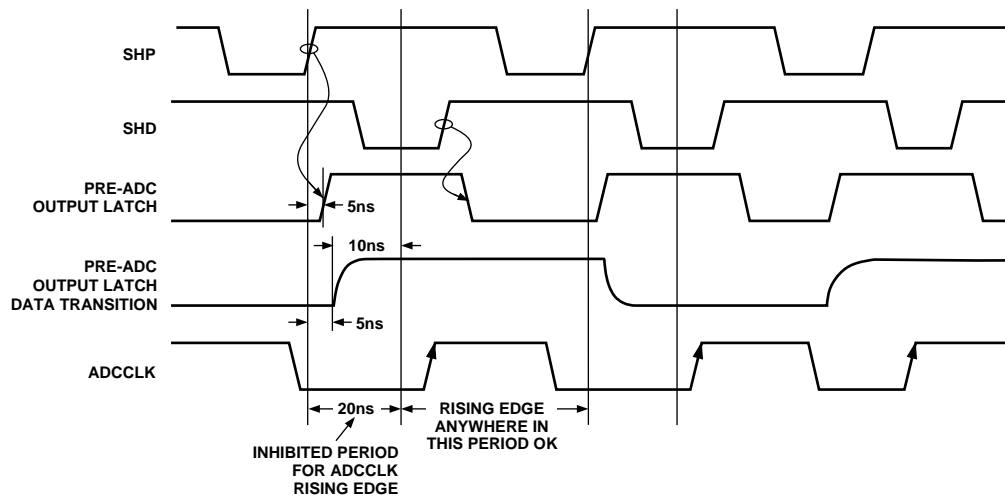 SHP
SHD
PRE-ADC
OUTPUT LATCH
5ns
10ns
PRE-ADC
OUTPUT LATCH
DATA TRANSITION
5ns
ADCCLK
20ns
RISING EDGE
ANYWHERE IN
THIS PERIOD OK
INHIBITED PERIOD
FOR ADCCLK
RISING EDGE